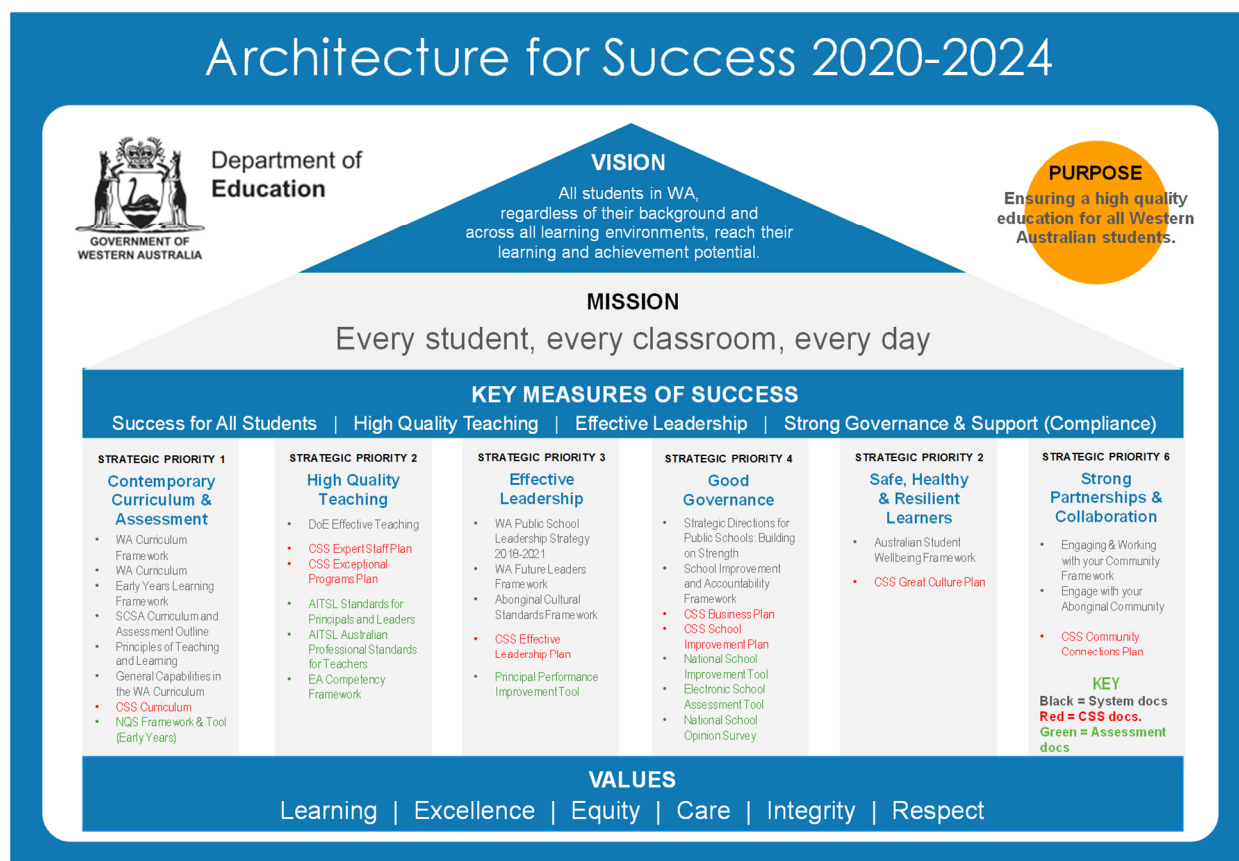 Architecture for Success 2020-2024
Department of
Education
GOVERNMENT OF
WESTERN AUSTRALIA
VISION
All students in WA,
regardless of their background and
across all learning environments, reach their
learning and achievement potential.
PURPOSE
Ensuring a high quality
education for all Western
Australian students.
MISSION
Every student, every classroom, every day
KEY MEASURES OF SUCCESS
Success for All Students | High Quality Teaching | Effective Leadership | Strong Governance & Support (Compliance)
STRATEGIC PRIORITY 1
Contemporary
Curriculum &
Assessment
• WA Curriculum
Framework
• WA Curriculum
• Early Years Learning
Framework
• SCSA Curriculum and
Assessment Outline
• Principles of Teaching
and Learning
• General Capabilities in
the WA Curriculum
• CSS Curriculum
• NQS Framework & Tool
(Early Years)
STRATEGIC PRIORITY 2
High Quality
Teaching
• DoE Effective Teaching
• CSS Expert Staff Plan
• CSS Exceptional
Programs Plan
• AITSL Standards for
Principals and Leaders
• AITSL Australian
Professional Standards
for Teachers
• EA Competency
Framework
STRATEGIC PRIORITY 3
Effective
Leadership
• WA Public School
Leadership Strategy
2018-2021
• WA Future Leaders
Framework
• Aboriginal Cultural
Standards Framework
• CSS Effective
Leadership Plan
• Principal Performance
Improvement Tool
STRATEGIC PRIORITY 4
Good
Governance
• Strategic Directions for
Public Schools: Building
on Strength
• School Improvement
and Accountability
Framework
• CSS Business Plan
• CSS School
Improvement Plan
• National School
Improvement Tool
• Electronic School
Assessment Tool
• National School
Opinion Survey
STRATEGIC PRIORITY 2
Safe, Healthy
& Resilient
Learners
• Australian Student
Wellbeing Framework
• CSS Great Culture Plan
STRATEGIC PRIORITY 6
Strong
Partnerships &
Collaboration
• Engaging & Working
with your Community
Framework
• Engage with your
Aboriginal Community
• CSS Community
Connections Plan
KEY
Black = System docs
Red = CSS docs.
Green = Assessment
docs
VALUES
Learning | Excellence | Equity | Care | Integrity | Respect